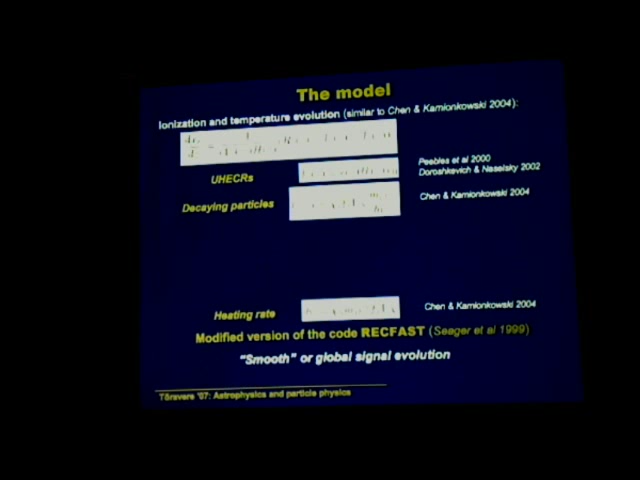 The model
Ionization and temperature evolution (similar to Chen & Kamionkowski 2004):
UHECRs
Peebles et al 2000
Doroshkevich & Naselsky 2002
Decaying particles
Chen & Kamionkowski 2004
Heating rate
Chen & Kamionkowski 2004
Modified version of the code RECFAST (Seager et al 1999)
"Smooth" or global signal evolution
Tõravere '07: Astrophysics and particle physics